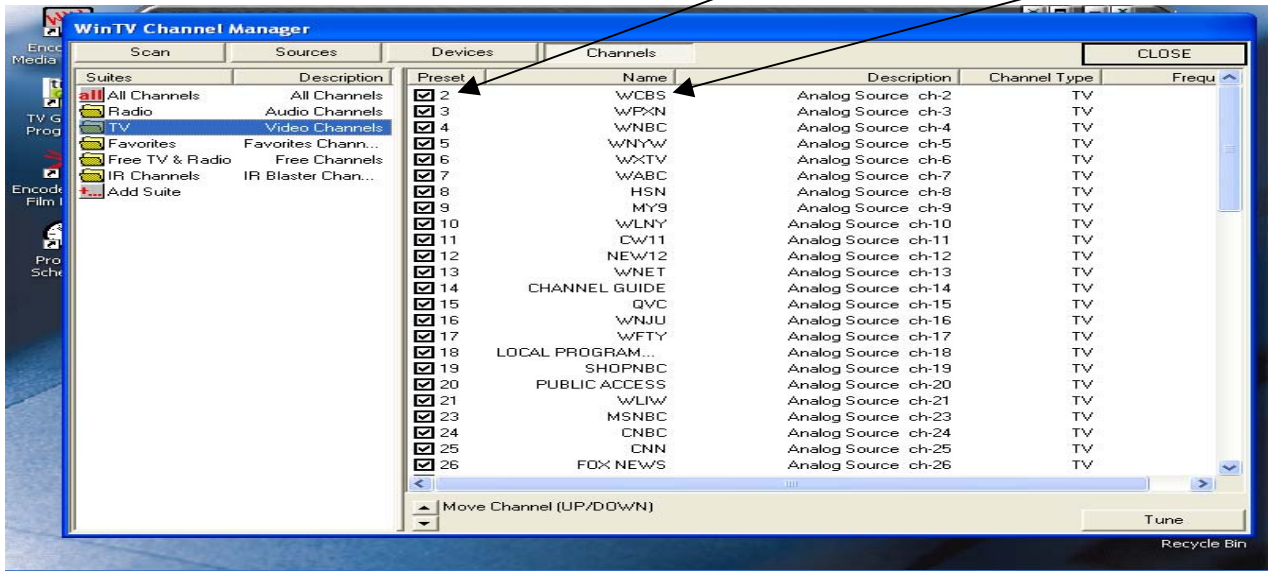 WinTV Channel Manager
Scan Sources Devices Channels CLOSE
Suites Description Preset Name Description Channel Type Frequ
all All Channels All Channels 2 WCBS Analog Source ch-2 TV
Radio Audio Channels 3 WPXN Analog Source ch-3 TV
TV Video Channels 4 WNBC Analog Source ch-4 TV
Favorites Favorites Chann... 5 WNYW Analog Source ch-5 TV
Free TV & Radio Free Channels 6 WXTV Analog Source ch-6 TV
IR Channels IR Blaster Chan... 7 WABC Analog Source ch-7 TV
+... Add Suite 8 HSN Analog Source ch-8 TV
9 MY9 Analog Source ch-9 TV
10 WLNY Analog Source ch-10 TV
11 CW11 Analog Source ch-11 TV
12 NEW12 Analog Source ch-12 TV
13 WNET Analog Source ch-13 TV
14 CHANNEL GUIDE Analog Source ch-14 TV
15 QVC Analog Source ch-15 TV
16 WNJU Analog Source ch-16 TV
17 WFTY Analog Source ch-17 TV
18 LOCAL PROGRAM... Analog Source ch-18 TV
19 SHOPNBC Analog Source ch-19 TV
20 PUBLIC ACCESS Analog Source ch-20 TV
21 WLIW Analog Source ch-21 TV
23 MSNBC Analog Source ch-23 TV
24 CNBC Analog Source ch-24 TV
25 CNN Analog Source ch-25 TV
26 FOX NEWS Analog Source ch-26 TV
Move Channel (UP/DOWN)
Tune
Enco
Media
TV G
Prog
Encode
Film
Pro
Sche
Recycle Bin